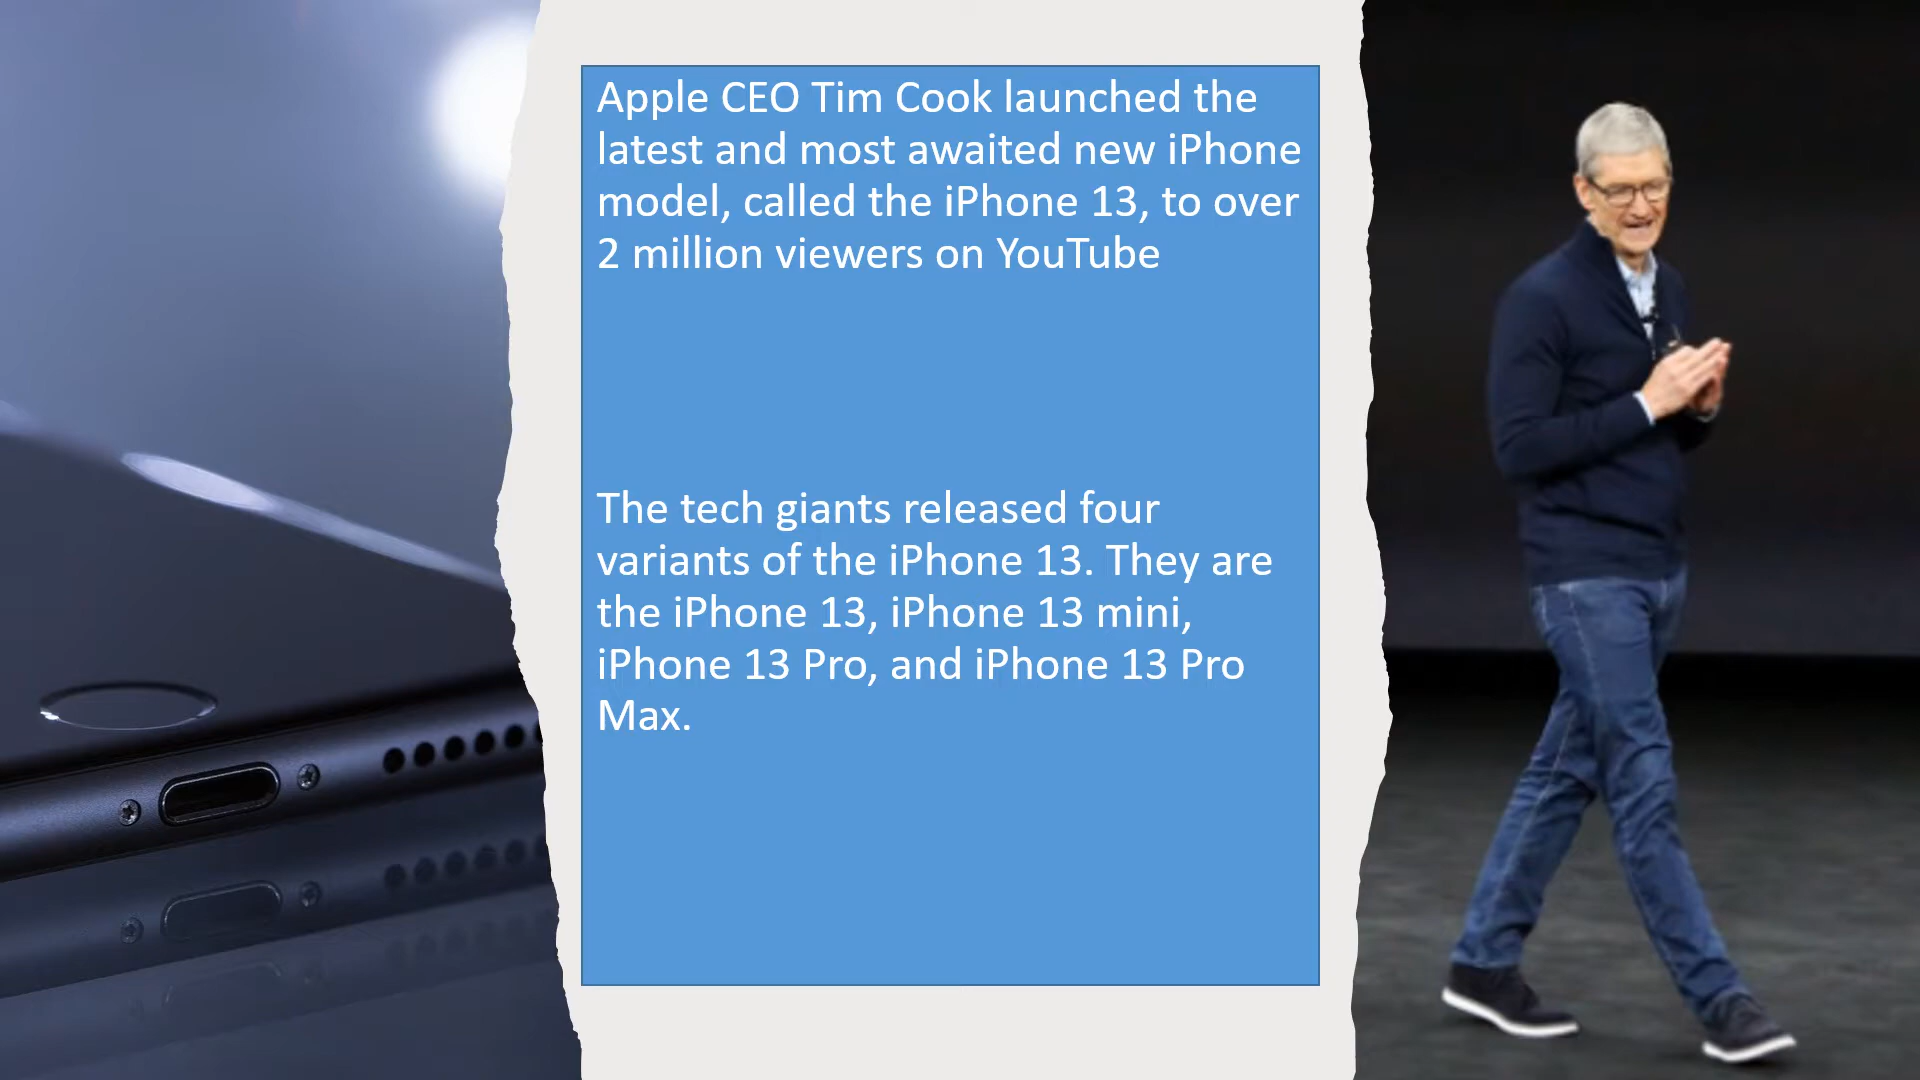 Apple CEO Tim Cook launched the
latest and most awaited new iPhone
model, called the iPhone 13, to over
2 million viewers on YouTube
The tech giants released four
variants of the iPhone 13. They are
the iPhone 13, iPhone 13 mini,
iPhone 13 Pro, and iPhone 13 Pro
Max.